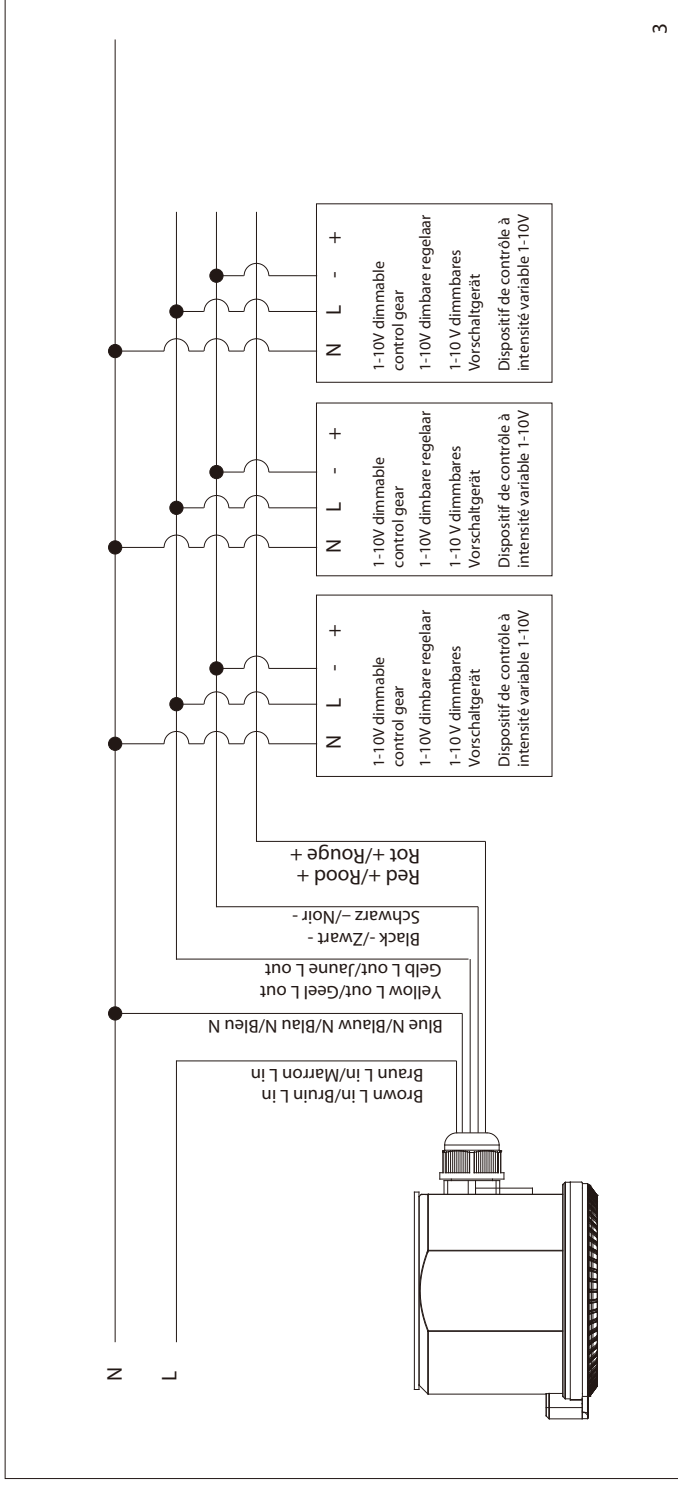 3
N
L
Brown L in/Bruin L in
Braun L in/Marron L in
Blue N/Blauw N/Blau N/Bleu N
Yellow L out/Geel L out
Gelb L out/Jaune L out
Black -/Zwart -
Schwarz –/Noir -
Red +/Rood +
Rot +/Rouge +
N L - +
1-10V dimmable
control gear
1-10V dimbare regelaar
1-10 V dimmbares
Vorschaltgerät
Dispositif de contrôle à
intensité variable 1-10V
N L - +
1-10V dimmable
control gear
1-10V dimbare regelaar
1-10 V dimmbares
Vorschaltgerät
Dispositif de contrôle à
intensité variable 1-10V
N L - +
1-10V dimmable
control gear
1-10V dimbare regelaar
1-10 V dimmbares
Vorschaltgerät
Dispositif de contrôle à
intensité variable 1-10V